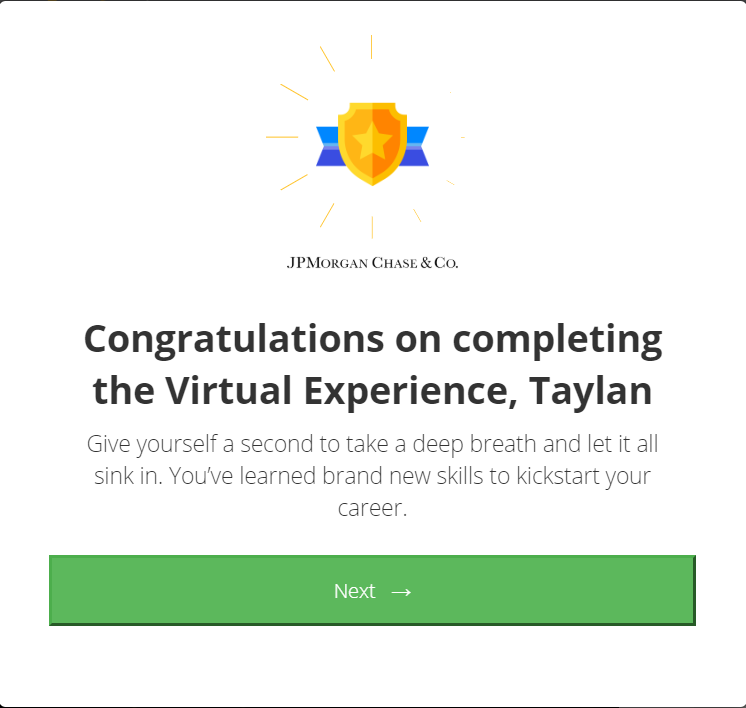 JPMORGAN CHASE & CO.
Congratulations on completing
the Virtual Experience, Taylan
Give yourself a second to take a deep breath and let it all
sink in. You’ve learned brand new skills to kickstart your
career.
Next →